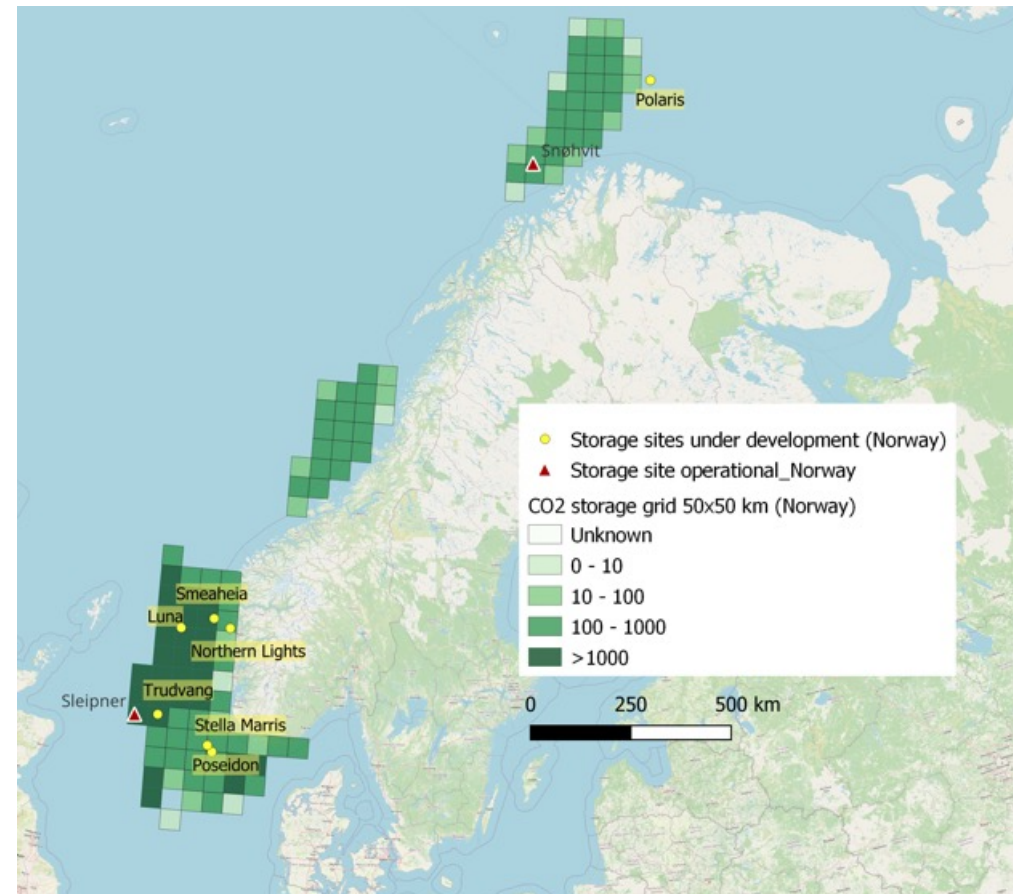 Polaris
Snøhvit
Storage sites under development (Norway)
Storage site operational_Norway
CO2 storage grid 50x50 km (Norway)
Unknown
0 - 10
10 - 100
100 - 1000
>1000
0 250 500 km
Smeaheia
Luna
Northern Lights
Trudvang
Sleipner
Stella Marris
Poseidon